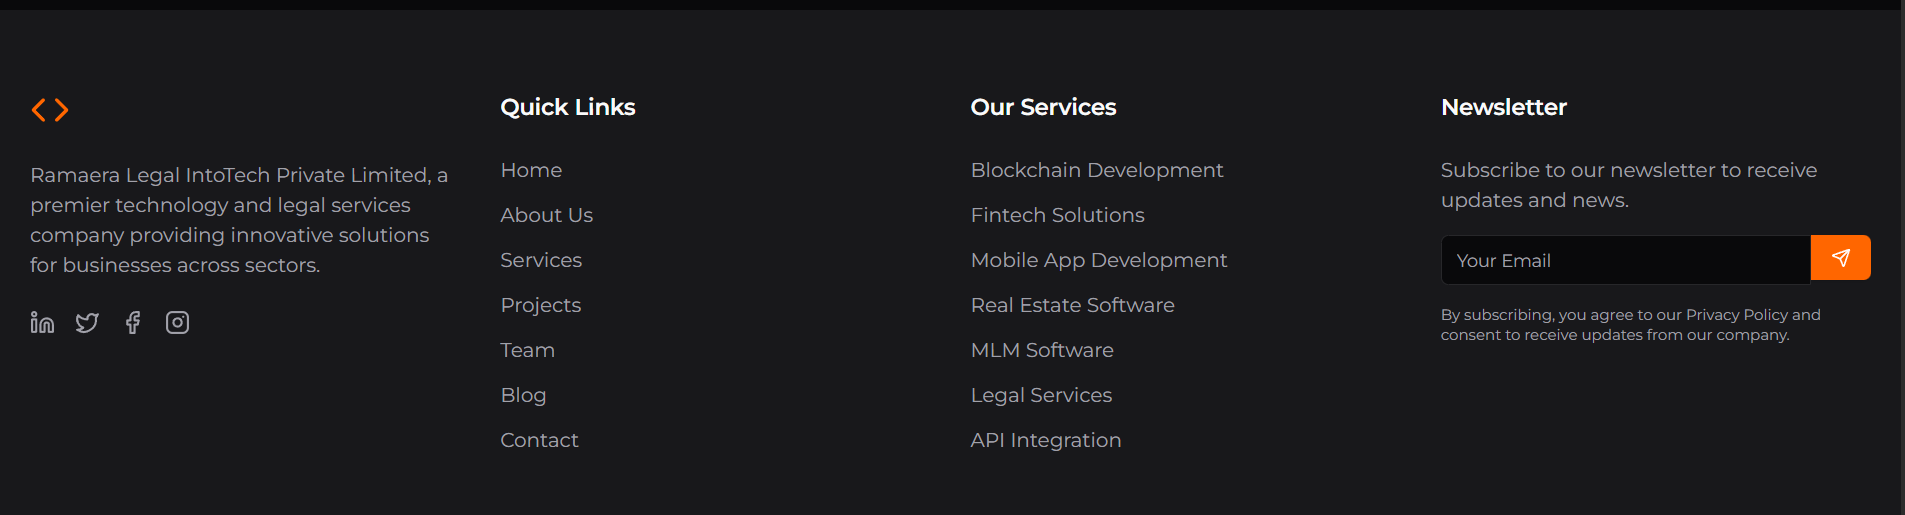 Ramaera Legal IntoTech Private Limited, a
premier technology and legal services
company providing innovative solutions
for businesses across sectors.
Quick Links
Home
About Us
Services
Projects
Team
Blog
Contact
Our Services
Blockchain Development
Fintech Solutions
Mobile App Development
Real Estate Software
MLM Software
Legal Services
API Integration
Newsletter
Subscribe to our newsletter to receive
updates and news.
Your Email
By subscribing, you agree to our Privacy Policy and
consent to receive updates from our company.